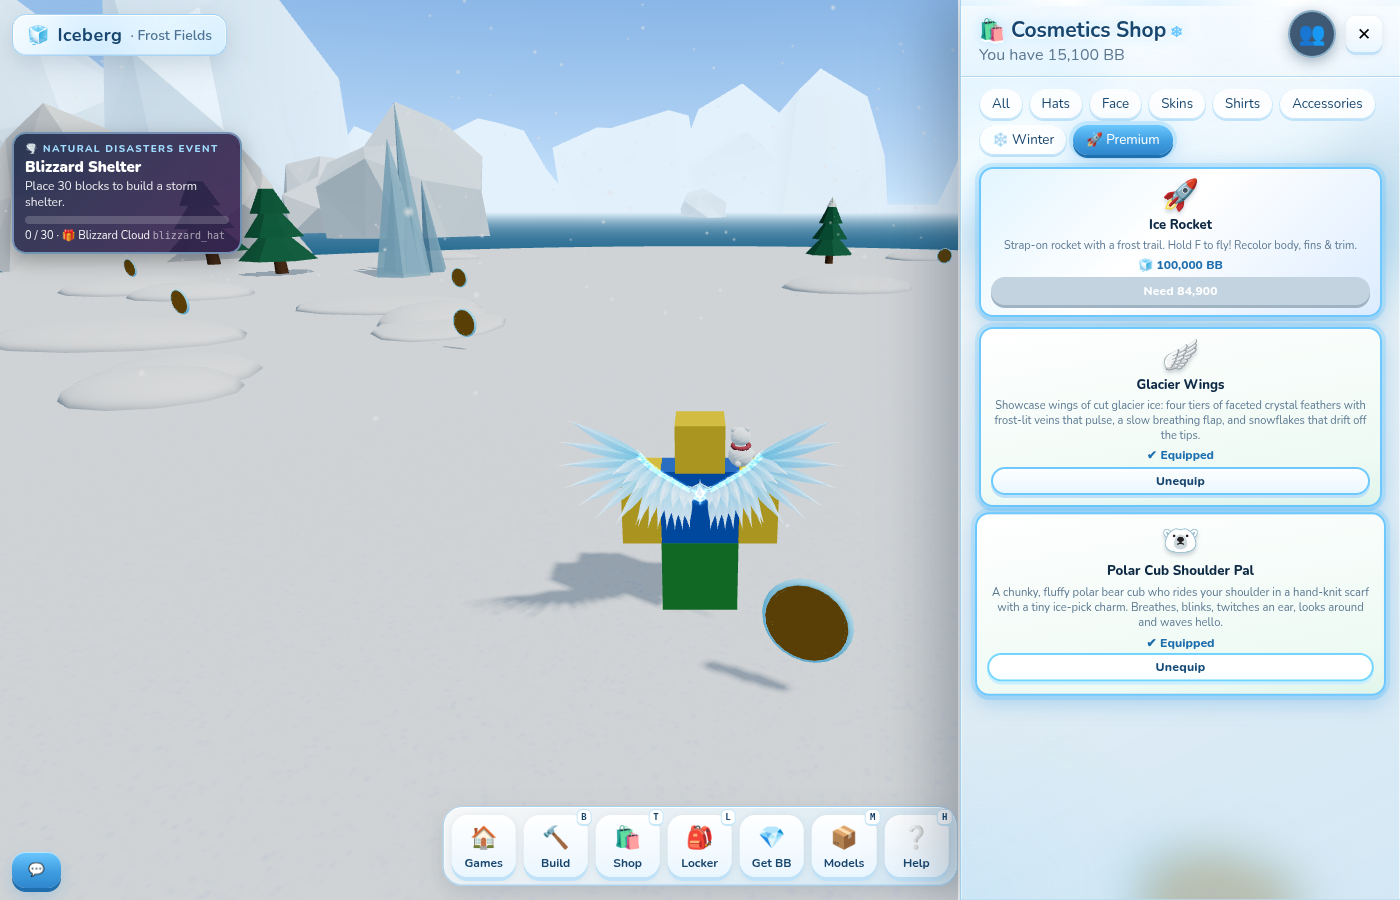 Iceberg · Frost Fields
NATURAL DISASTERS EVENT
Blizzard Shelter
Place 30 blocks to build a storm
shelter.
0 / 30 · Blizzard Cloud blizzard_hat
Cosmetics Shop
You have 15,100 BB
All
Hats
Face
Skins
Shirts
Accessories
Winter
Premium
Ice Rocket
Strap-on rocket with a frost trail. Hold F to fly! Recolor body, fins & trim.
100,000 BB
Need 84,900
Glacier Wings
Showcase wings of cut glacier ice: four tiers of faceted crystal feathers with
frost-lit veins that pulse, a slow breathing flap, and snowflakes that drift off
the tips.
✔ Equipped
Unequip
Polar Cub Shoulder Pal
A chunky, fluffy polar bear cub who rides your shoulder in a hand-knit scarf
with a tiny ice-pick charm. Breathes, blinks, twitches an ear, looks around
and waves hello.
✔ Equipped
Unequip
Games
B
Build
T
Shop
L
Locker
Get BB
M
Models
H
Help